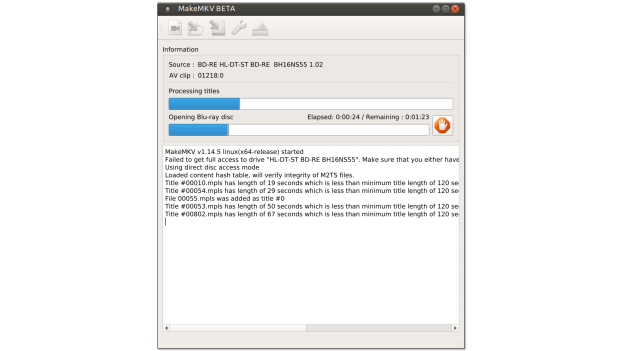 MakeMKV BETA
Information
Source : BD-RE HL-DT-ST BD-RE BH16NS55 1.02
AV clip : 01218:0
Processing titles
Opening Blu-ray disc Elapsed: 0:00:24 / Remaining : 0:01:23
MakeMKV v1.14.5 linux(x64-release) started
Failed to get full access to drive "HL-DT-ST BD-RE BH16NS55". Make sure that you either have
Using direct disc access mode
Loaded content hash table, will verify integrity of M2TS files.
Title #00010.mpls has length of 19 seconds which is less than minimum title length of 120 se
Title #00054.mpls has length of 29 seconds which is less than minimum title length of 120 se
File 00055.mpls was added as title #0
Title #00053.mpls has length of 50 seconds which is less than minimum title length of 120 se
Title #00802.mpls has length of 67 seconds which is less than minimum title length of 120 se